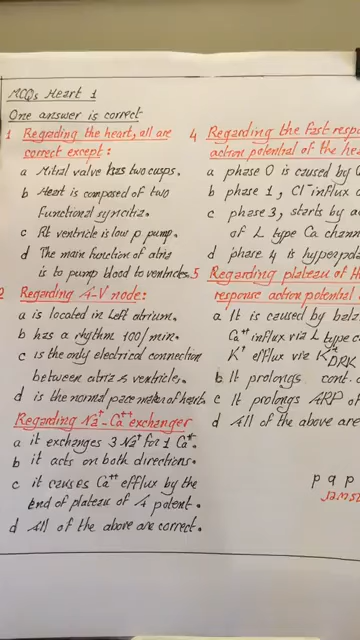 MCQs Heart 1
One answer is correct
1 Regrading the heart, all are
correct except:
a Mitral valve has two cusps.
b Heart is composed of two
Functional syncitia.
c Rt ventricle is low p pump.
d The main function of atria
is to pump blood to ventricles.
2 Regarding A-V node:
a is located in Left atrium.
b has a rhythm 100/min.
c is the only electrical connection
between atria & ventricles.
d is the normal pace maker of heart.
Regarding Na⁺-Ca⁺⁺ exchanger
a it exchanges 3 Na⁺ for 1 Ca⁺⁺.
b it acts on both directions.
c it causes Ca⁺⁺ efflux by the
end of plateau of A potent.
d All of the above are correct.
4 Regarding the fast resp
action potential of the hea
a phase 0 is caused by
b phase 1, Cl⁻ influx
c phase 3, starts by a
of L type Ca chann
d phase 4 is hyperpola
5 Regarding plateau of
response action potential
a It is caused by bala
Ca⁺⁺ influx via L type c
K⁺ efflux via K⁺DRK
b It prolongs cont.
c It prolongs ARP of
d All of the above are